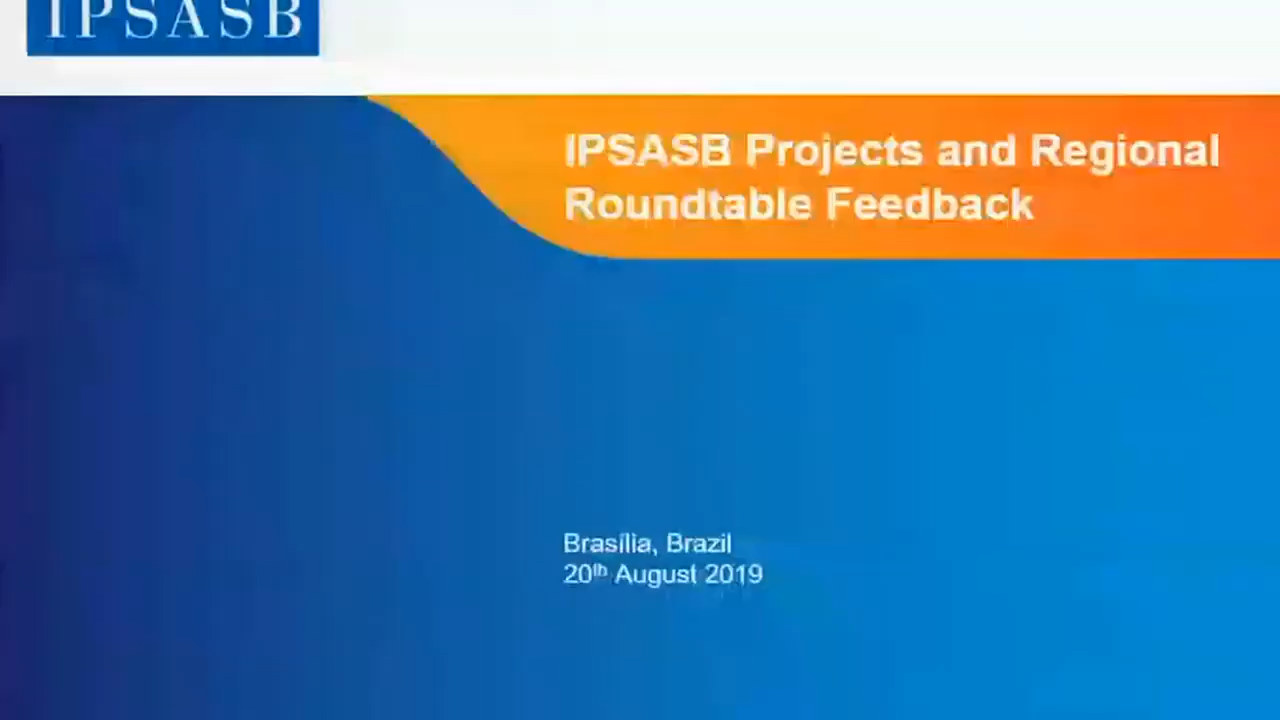 IPSASB
IPSASB Projects and Regional
Roundtable Feedback
Brasília, Brazil
20th August 2019